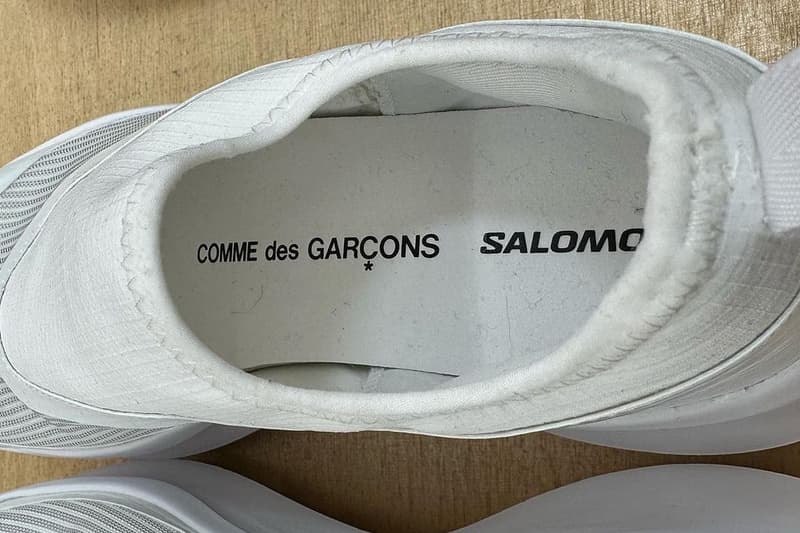 COMME des GARÇONS SALOMO
*